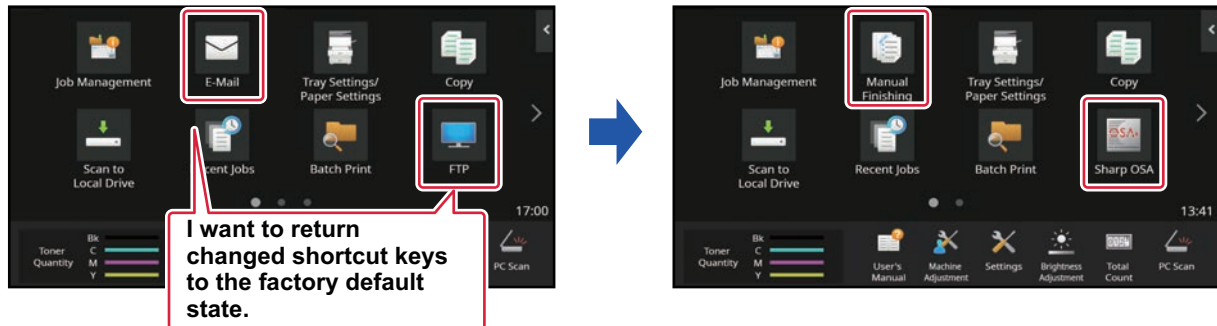 Job Management
E-Mail
Tray Settings/
Paper Settings
Copy
Scan to
Local Drive
cent Jobs
Batch Print
FTP
17:00
Toner
Quantity
Bk
C
M
Y
PC Scan
I want to return
changed shortcut keys
to the factory default
state.
Job Management
Manual
Finishing
Tray Settings/
Paper Settings
Copy
Scan to
Local Drive
Recent Jobs
Batch Print
OSA
Sharp OSA
13:41
Toner
Quantity
Bk
C
M
Y
User's
Manual
Machine
Adjustment
Settings
Brightness
Adjustment
Total
Count
PC Scan